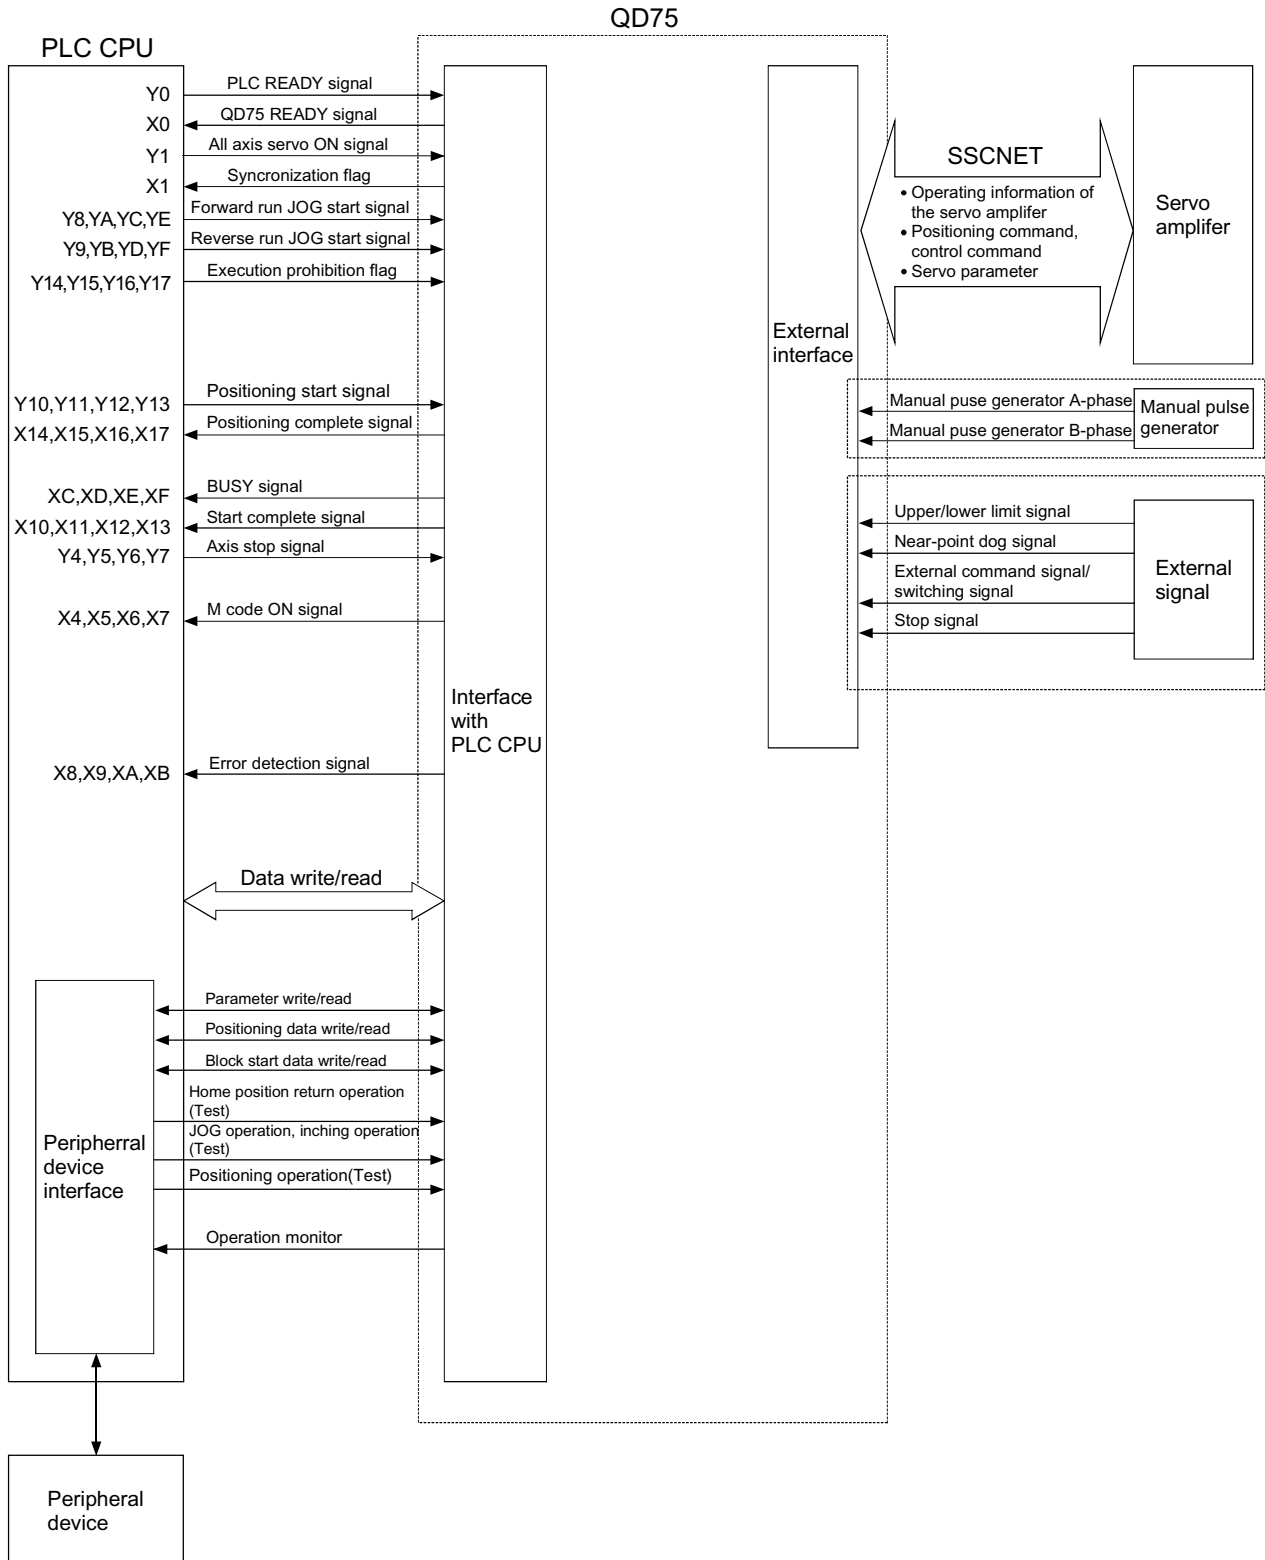 QD75
PLC CPU
Y0
PLC READY signal
X0
QD75 READY signal
Y1
All axis servo ON signal
X1
Syncronization flag
Y8,YA,YC,YE
Forward run JOG start signal
Y9,YB,YD,YF
Reverse run JOG start signal
Y14,Y15,Y16,Y17
Execution prohibition flag
Y10,Y11,Y12,Y13
Positioning start signal
X14,X15,X16,X17
Positioning complete signal
XC,XD,XE,XF
BUSY signal
X10,X11,X12,X13
Start complete signal
Y4,Y5,Y6,Y7
Axis stop signal
X4,X5,X6,X7
M code ON signal
X8,X9,XA,XB
Error detection signal
Data write/read
Interface
with
PLC CPU
Peripherral
device
interface
Parameter write/read
Positioning data write/read
Block start data write/read
Home position return operation
(Test)
JOG operation, inching operation
(Test)
Positioning operation(Test)
Operation monitor
Peripheral
device
External
interface
SSCNET
• Operating information of
the servo amplifer
• Positioning command,
control command
• Servo parameter
Servo
amplifer
Manual puse generator A-phase
Manual puse generator B-phase
Manual pulse
generator
Upper/lower limit signal
Near-point dog signal
External command signal/
switching signal
Stop signal
External
signal